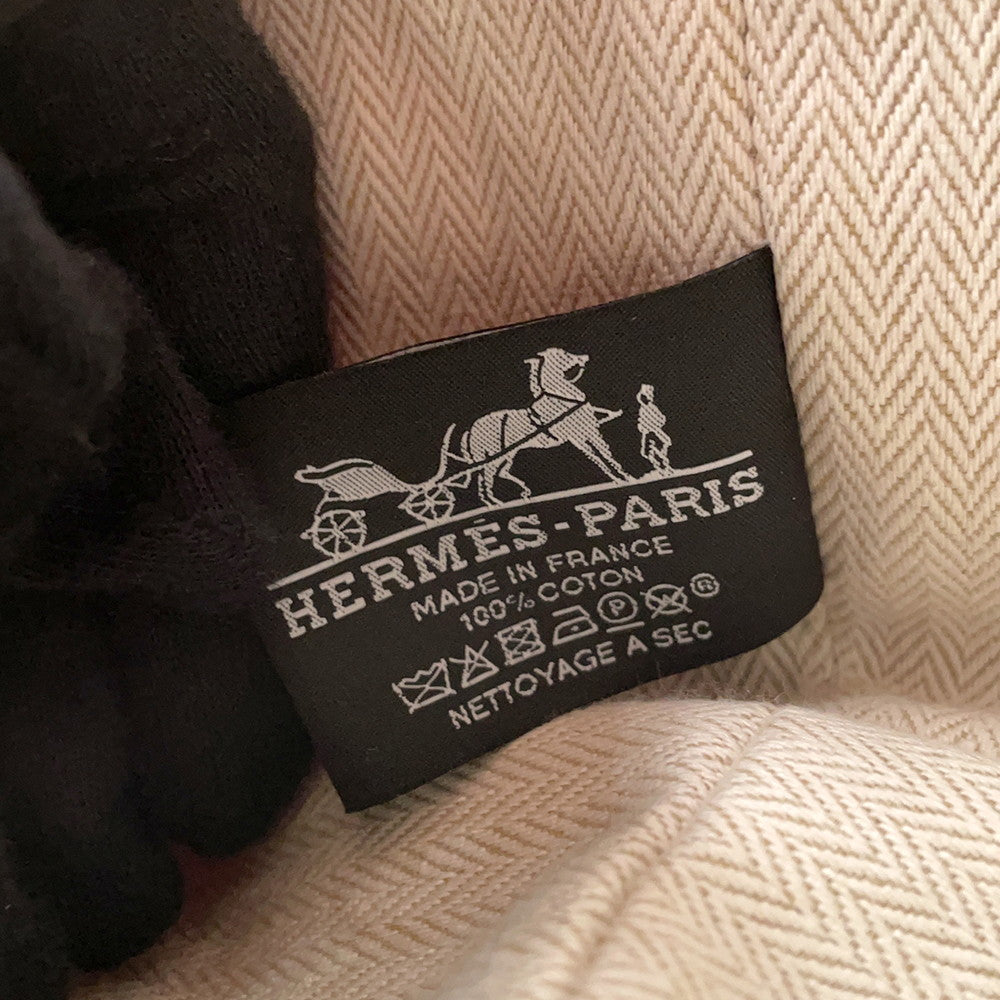 HERMÈS-PARIS
MADE IN FRANCE
100% COTON
P ®
NETTOYAGE A SEC